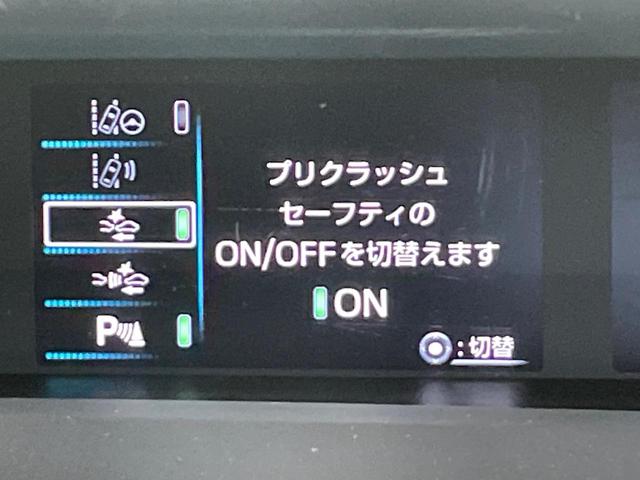 プリクラッシュ
セーフティの
ON/OFFを切替えます
ON
P
:切替